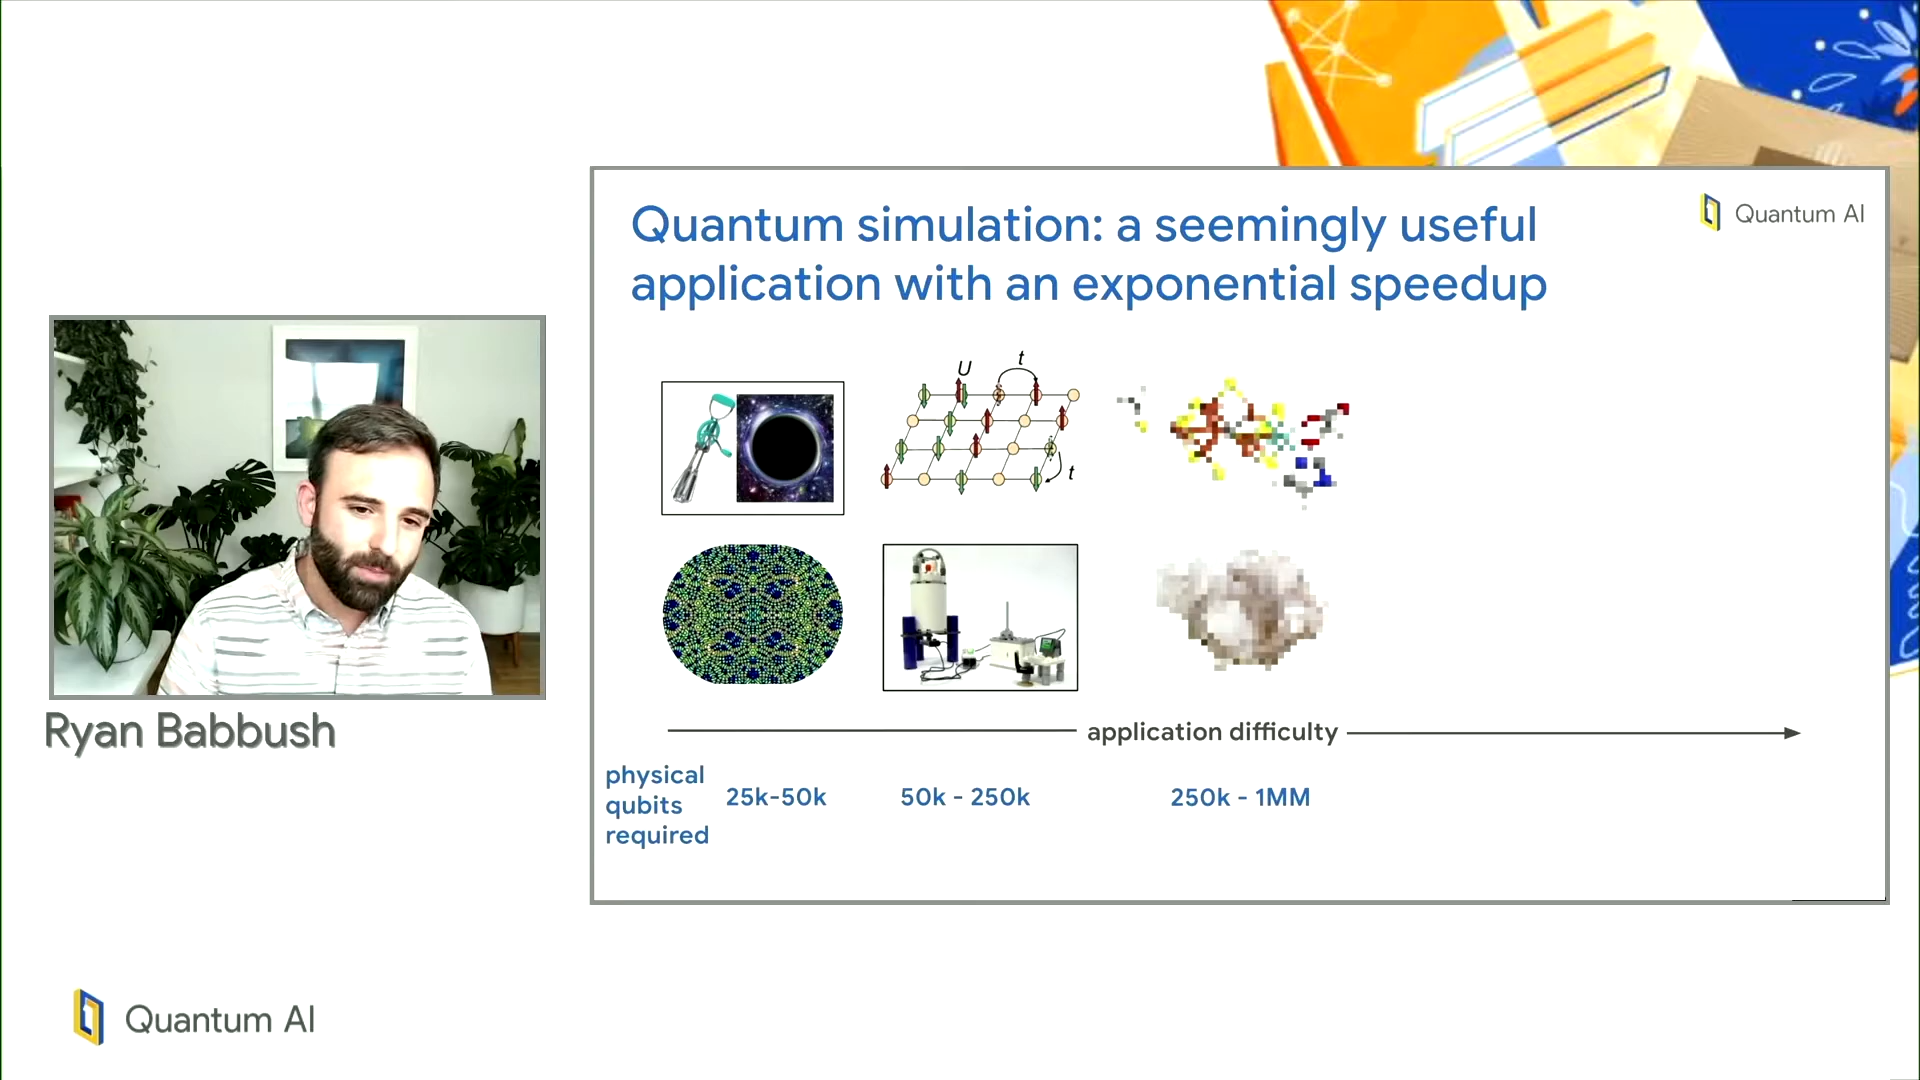 Quantum simulation: a seemingly useful
application with an exponential speedup
Quantum AI
U
t
t
application difficulty
physical
qubits
required
25k-50k
50k - 250k
250k - 1MM
Ryan Babbush
Quantum AI